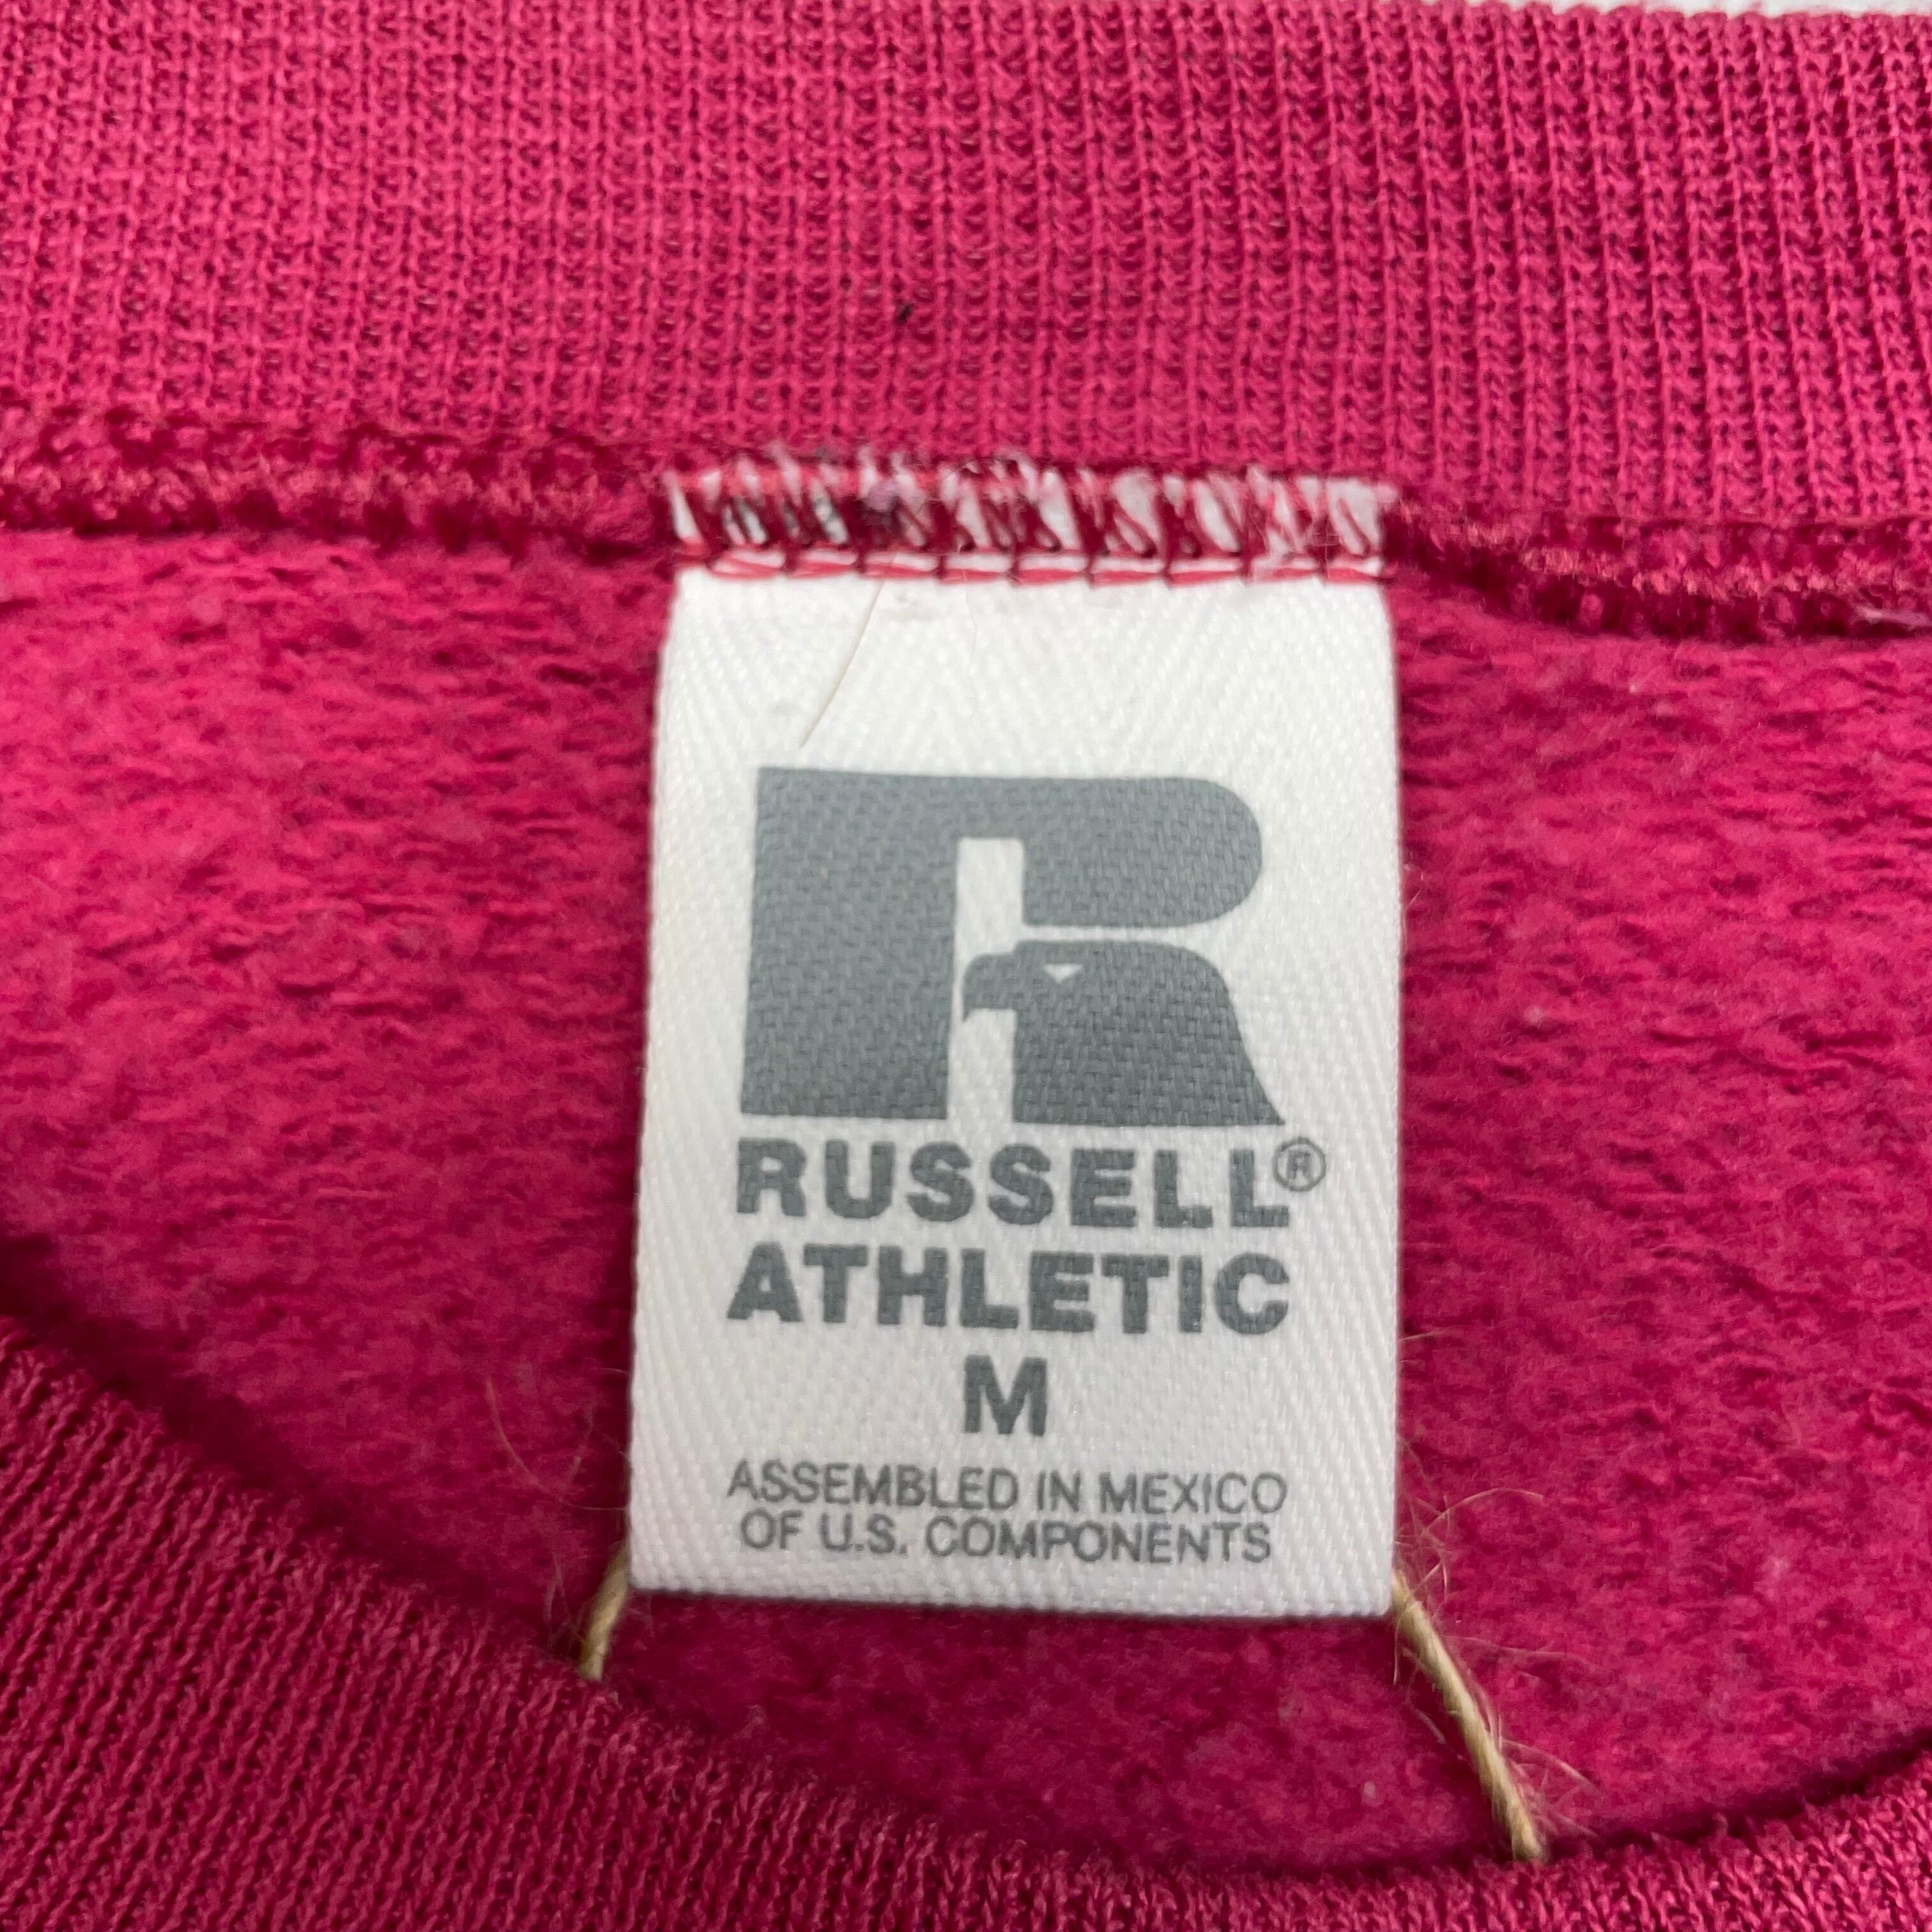 RUSSELL®
ATHLETIC
M
ASSEMBLED IN MEXICO
OF U.S. COMPONENTS